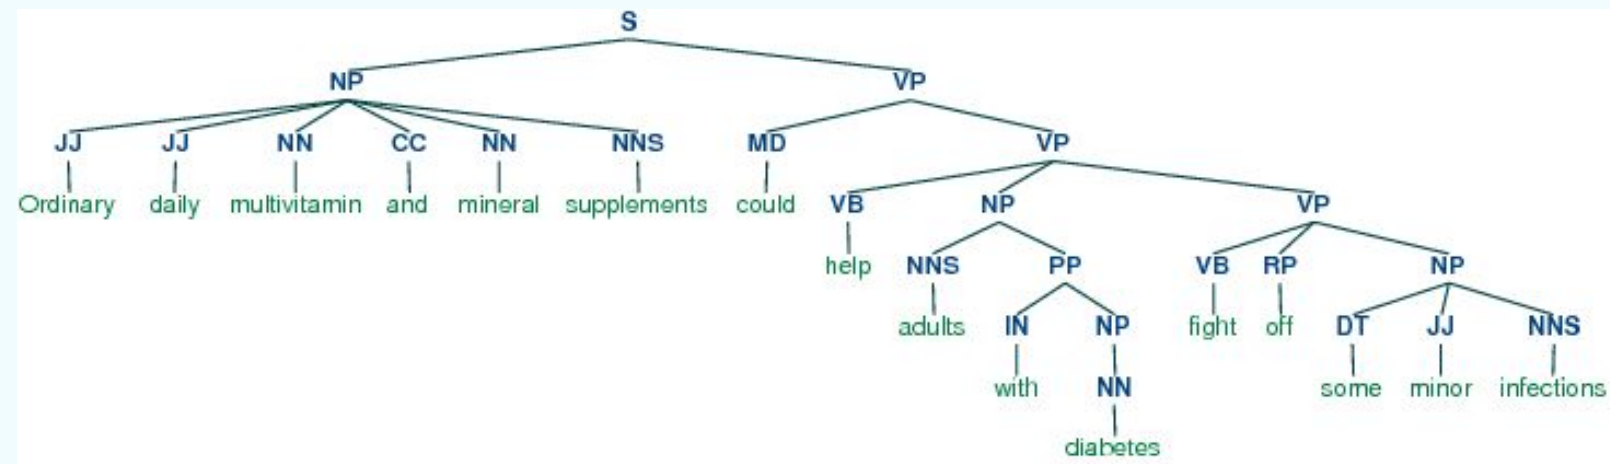 S
NP VP
JJ JJ NN CC NN NNS MD VP
Ordinary daily multivitamin and mineral supplements could VB NP VP
help NNS PP VB RP NP
adults IN NP fight off DT JJ NNS
with NN some minor infections
diabetes